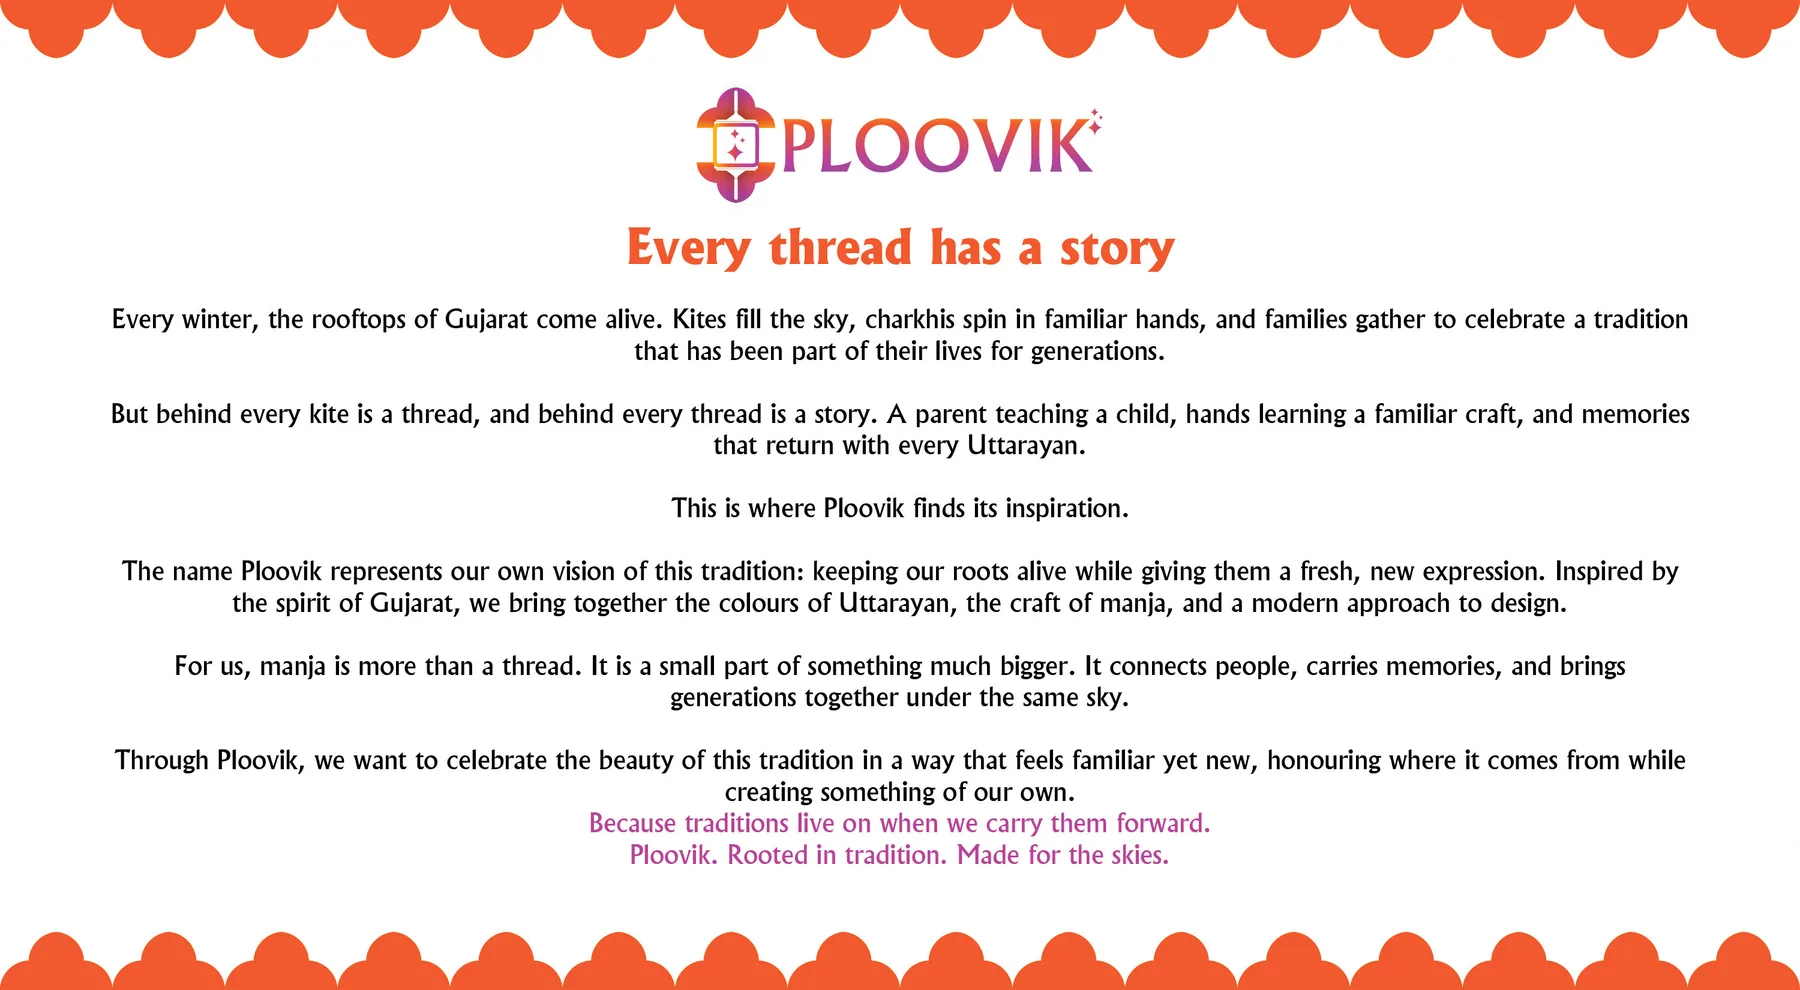 PLOOVIK
Every thread has a story
Every winter, the rooftops of Gujarat come alive. Kites fill the sky, charkhis spin in familiar hands, and families gather to celebrate a tradition
that has been part of their lives for generations.
But behind every kite is a thread, and behind every thread is a story. A parent teaching a child, hands learning a familiar craft, and memories
that return with every Uttarayan.
This is where Ploovik finds its inspiration.
The name Ploovik represents our own vision of this tradition: keeping our roots alive while giving them a fresh, new expression. Inspired by
the spirit of Gujarat, we bring together the colours of Uttarayan, the craft of manja, and a modern approach to design.
For us, manja is more than a thread. It is a small part of something much bigger. It connects people, carries memories, and brings
generations together under the same sky.
Through Ploovik, we want to celebrate the beauty of this tradition in a way that feels familiar yet new, honouring where it comes from while
creating something of our own.
Because traditions live on when we carry them forward.
Ploovik. Rooted in tradition. Made for the skies.